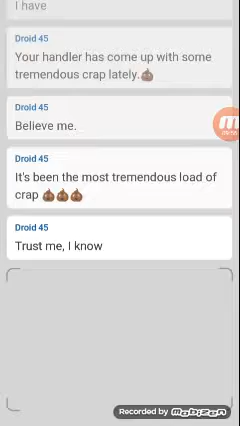 I have
Droid 45
Your handler has come up with some
tremendous crap lately.💩
Droid 45
Believe me.
Droid 45
It's been the most tremendous load of
crap 💩💩💩
Droid 45
Trust me, I know
Recorded by mobizen